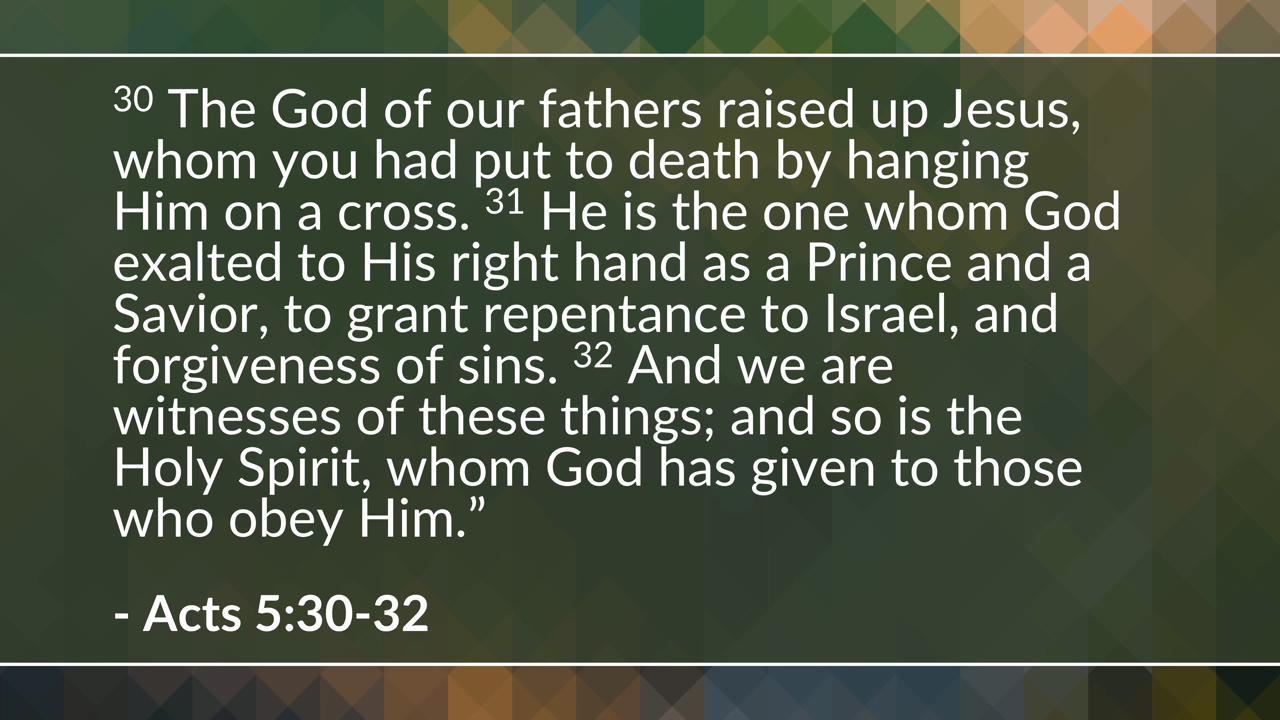 30 The God of our fathers raised up Jesus,
whom you had put to death by hanging
Him on a cross. 31 He is the one whom God
exalted to His right hand as a Prince and a
Savior, to grant repentance to Israel, and
forgiveness of sins. 32 And we are
witnesses of these things; and so is the
Holy Spirit, whom God has given to those
who obey Him.”
- Acts 5:30-32